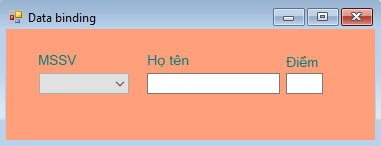 Data binding
MSSV Họ tên Điểm